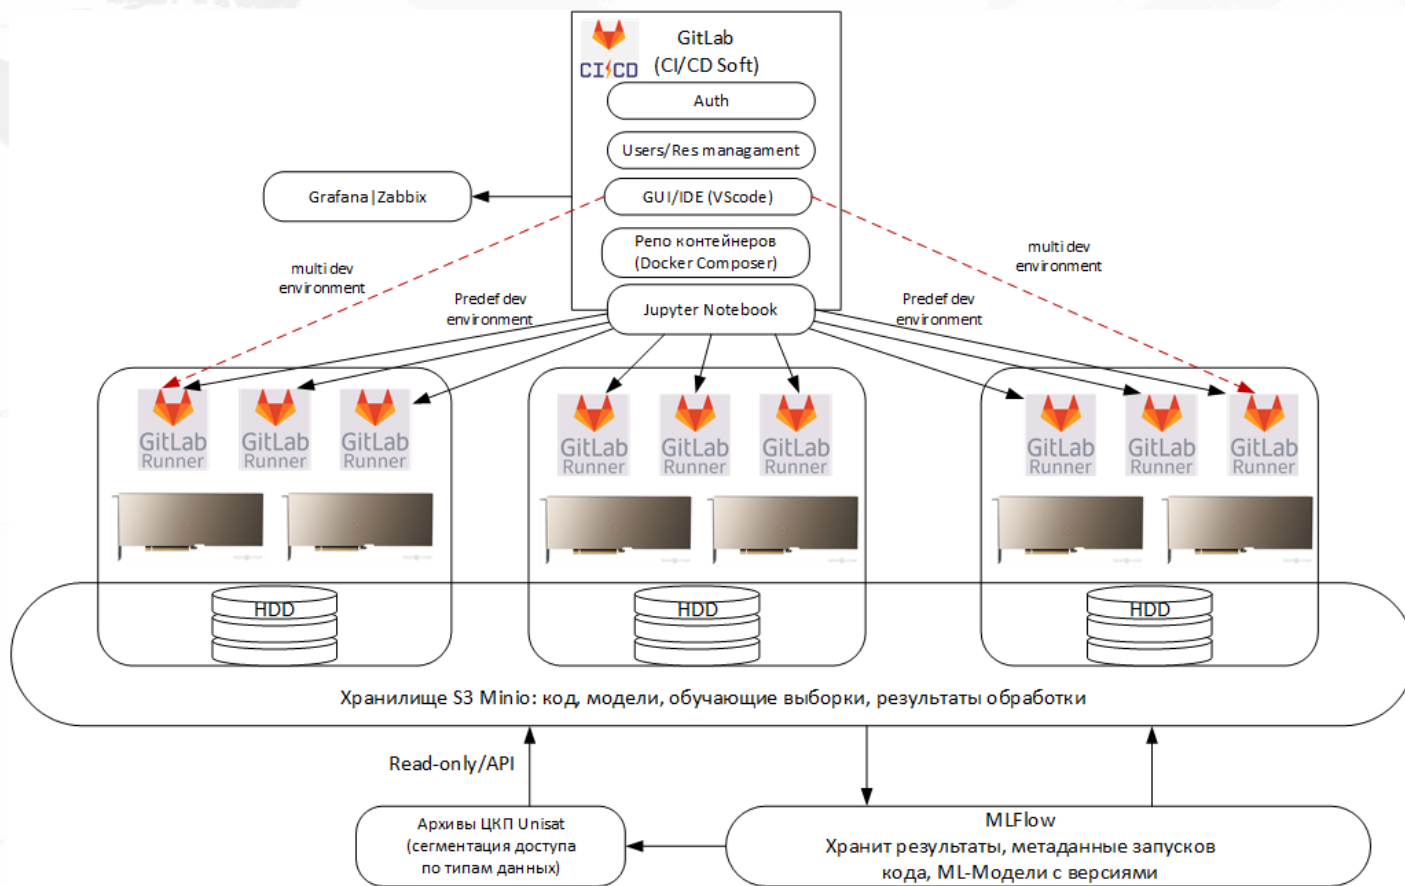 GitLab
(CI/CD Soft)
CI CD
Auth
Users/Res managament
Grafana|Zabbix
GUI/IDE (VScode)
Репо контейнеров
(Docker Composer)
multi dev
environment
multi dev
environment
Predef dev
environment
Predef dev
environment
Jupyter Notebook
GitLab
Runner
GitLab
Runner
GitLab
Runner
GitLab
Runner
GitLab
Runner
GitLab
Runner
GitLab
Runner
GitLab
Runner
GitLab
Runner
HDD
HDD
HDD
Хранилище S3 Minio: код, модели, обучающие выборки, результаты обработки
Read-only/API
Архивы ЦКП Unisat
(сегментация доступа
по типам данных)
MLFlow
Хранит результаты, метаданные запусков
кода, ML-Модели с версиями